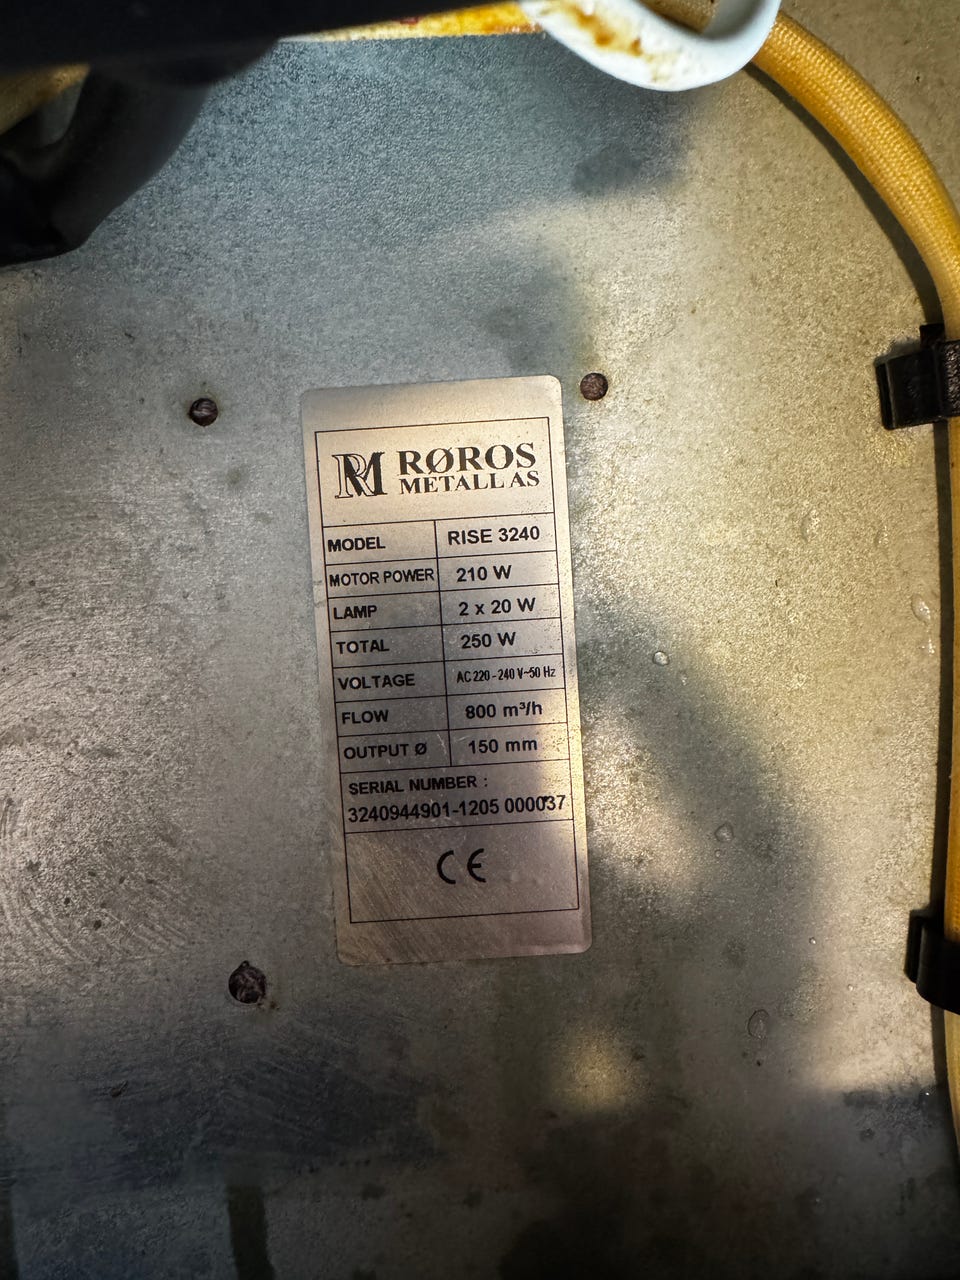 RM RØROS
METALL AS
MODEL RISE 3240
MOTOR POWER 210 W
LAMP 2 x 20 W
TOTAL 250 W
VOLTAGE AC 220 - 240 V~50 Hz
FLOW 800 m³/h
OUTPUT Ø 150 mm
SERIAL NUMBER :
3240944901-1205 000037
CE